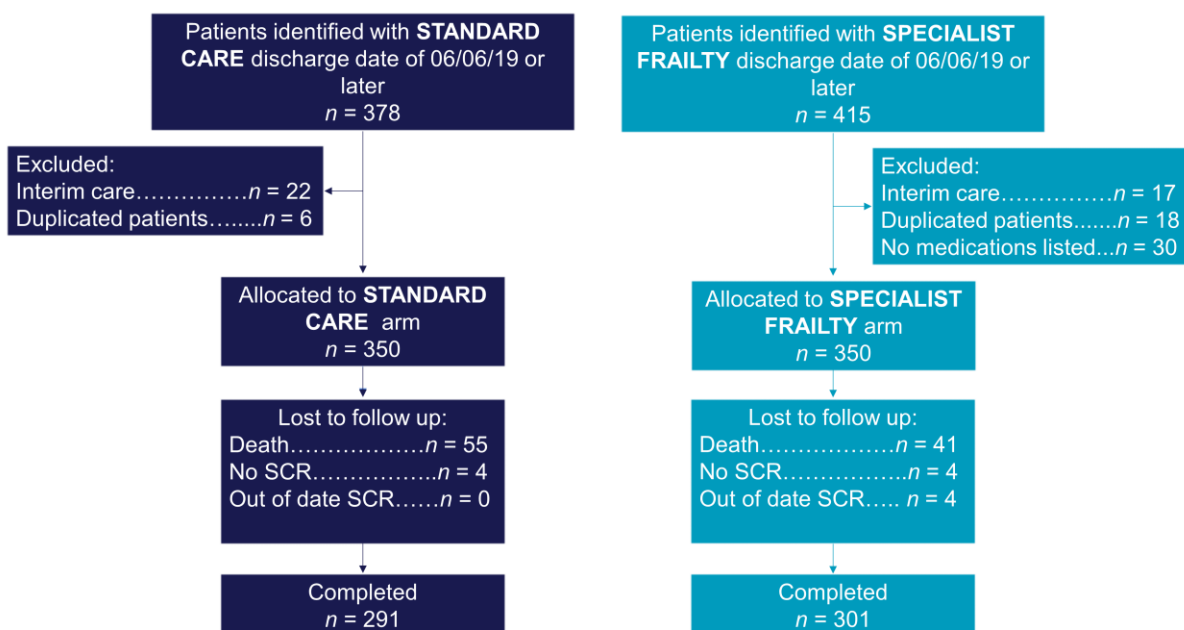 Patients identified with STANDARD
CARE discharge date of 06/06/19 or
later
n = 378
Excluded:
Interim care……………n = 22
Duplicated patients…......n = 6
Allocated to STANDARD
CARE arm
n = 350
Lost to follow up:
Death………………n = 55
No SCR……………..n = 4
Out of date SCR……n = 0
Completed
n = 291
Patients identified with SPECIALIST
FRAILTY discharge date of 06/06/19 or
later
n = 415
Excluded:
Interim care……………n = 17
Duplicated patients.......n = 18
No medications listed...n = 30
Allocated to SPECIALIST
FRAILTY arm
n = 350
Lost to follow up:
Death………………n = 41
No SCR………………..n = 4
Out of date SCR….. n = 4
Completed
n = 301